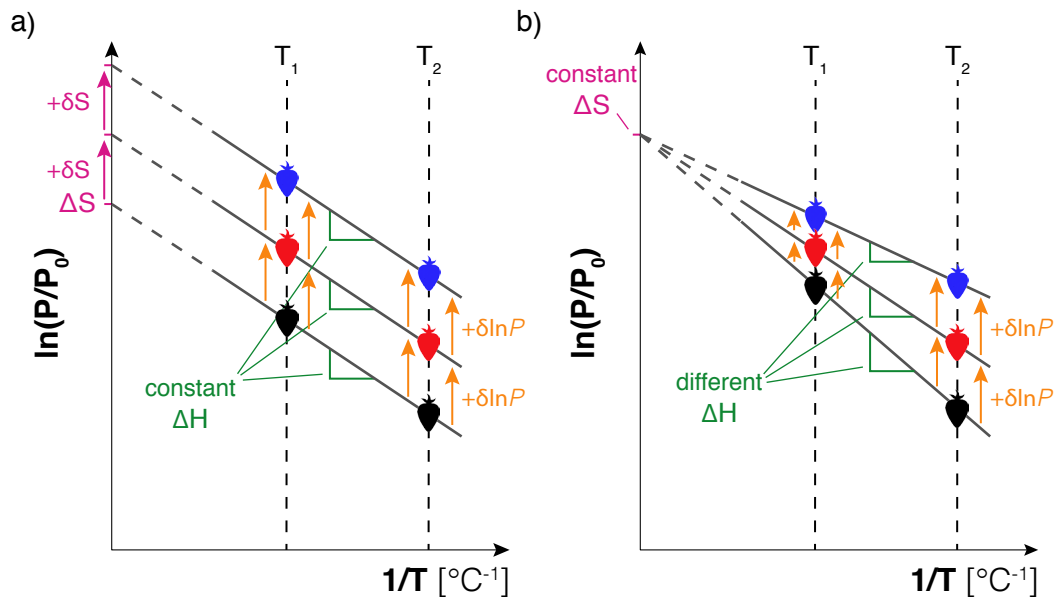 a)
T₁
T₂
+δS
+δS
ΔS
ln(P/P₀)
+δlnP
+δlnP
constant
ΔH
1/T [°C⁻¹]
b)
constant
ΔS
T₁
T₂
ln(P/P₀)
+δlnP
+δlnP
different
ΔH
1/T [°C⁻¹]